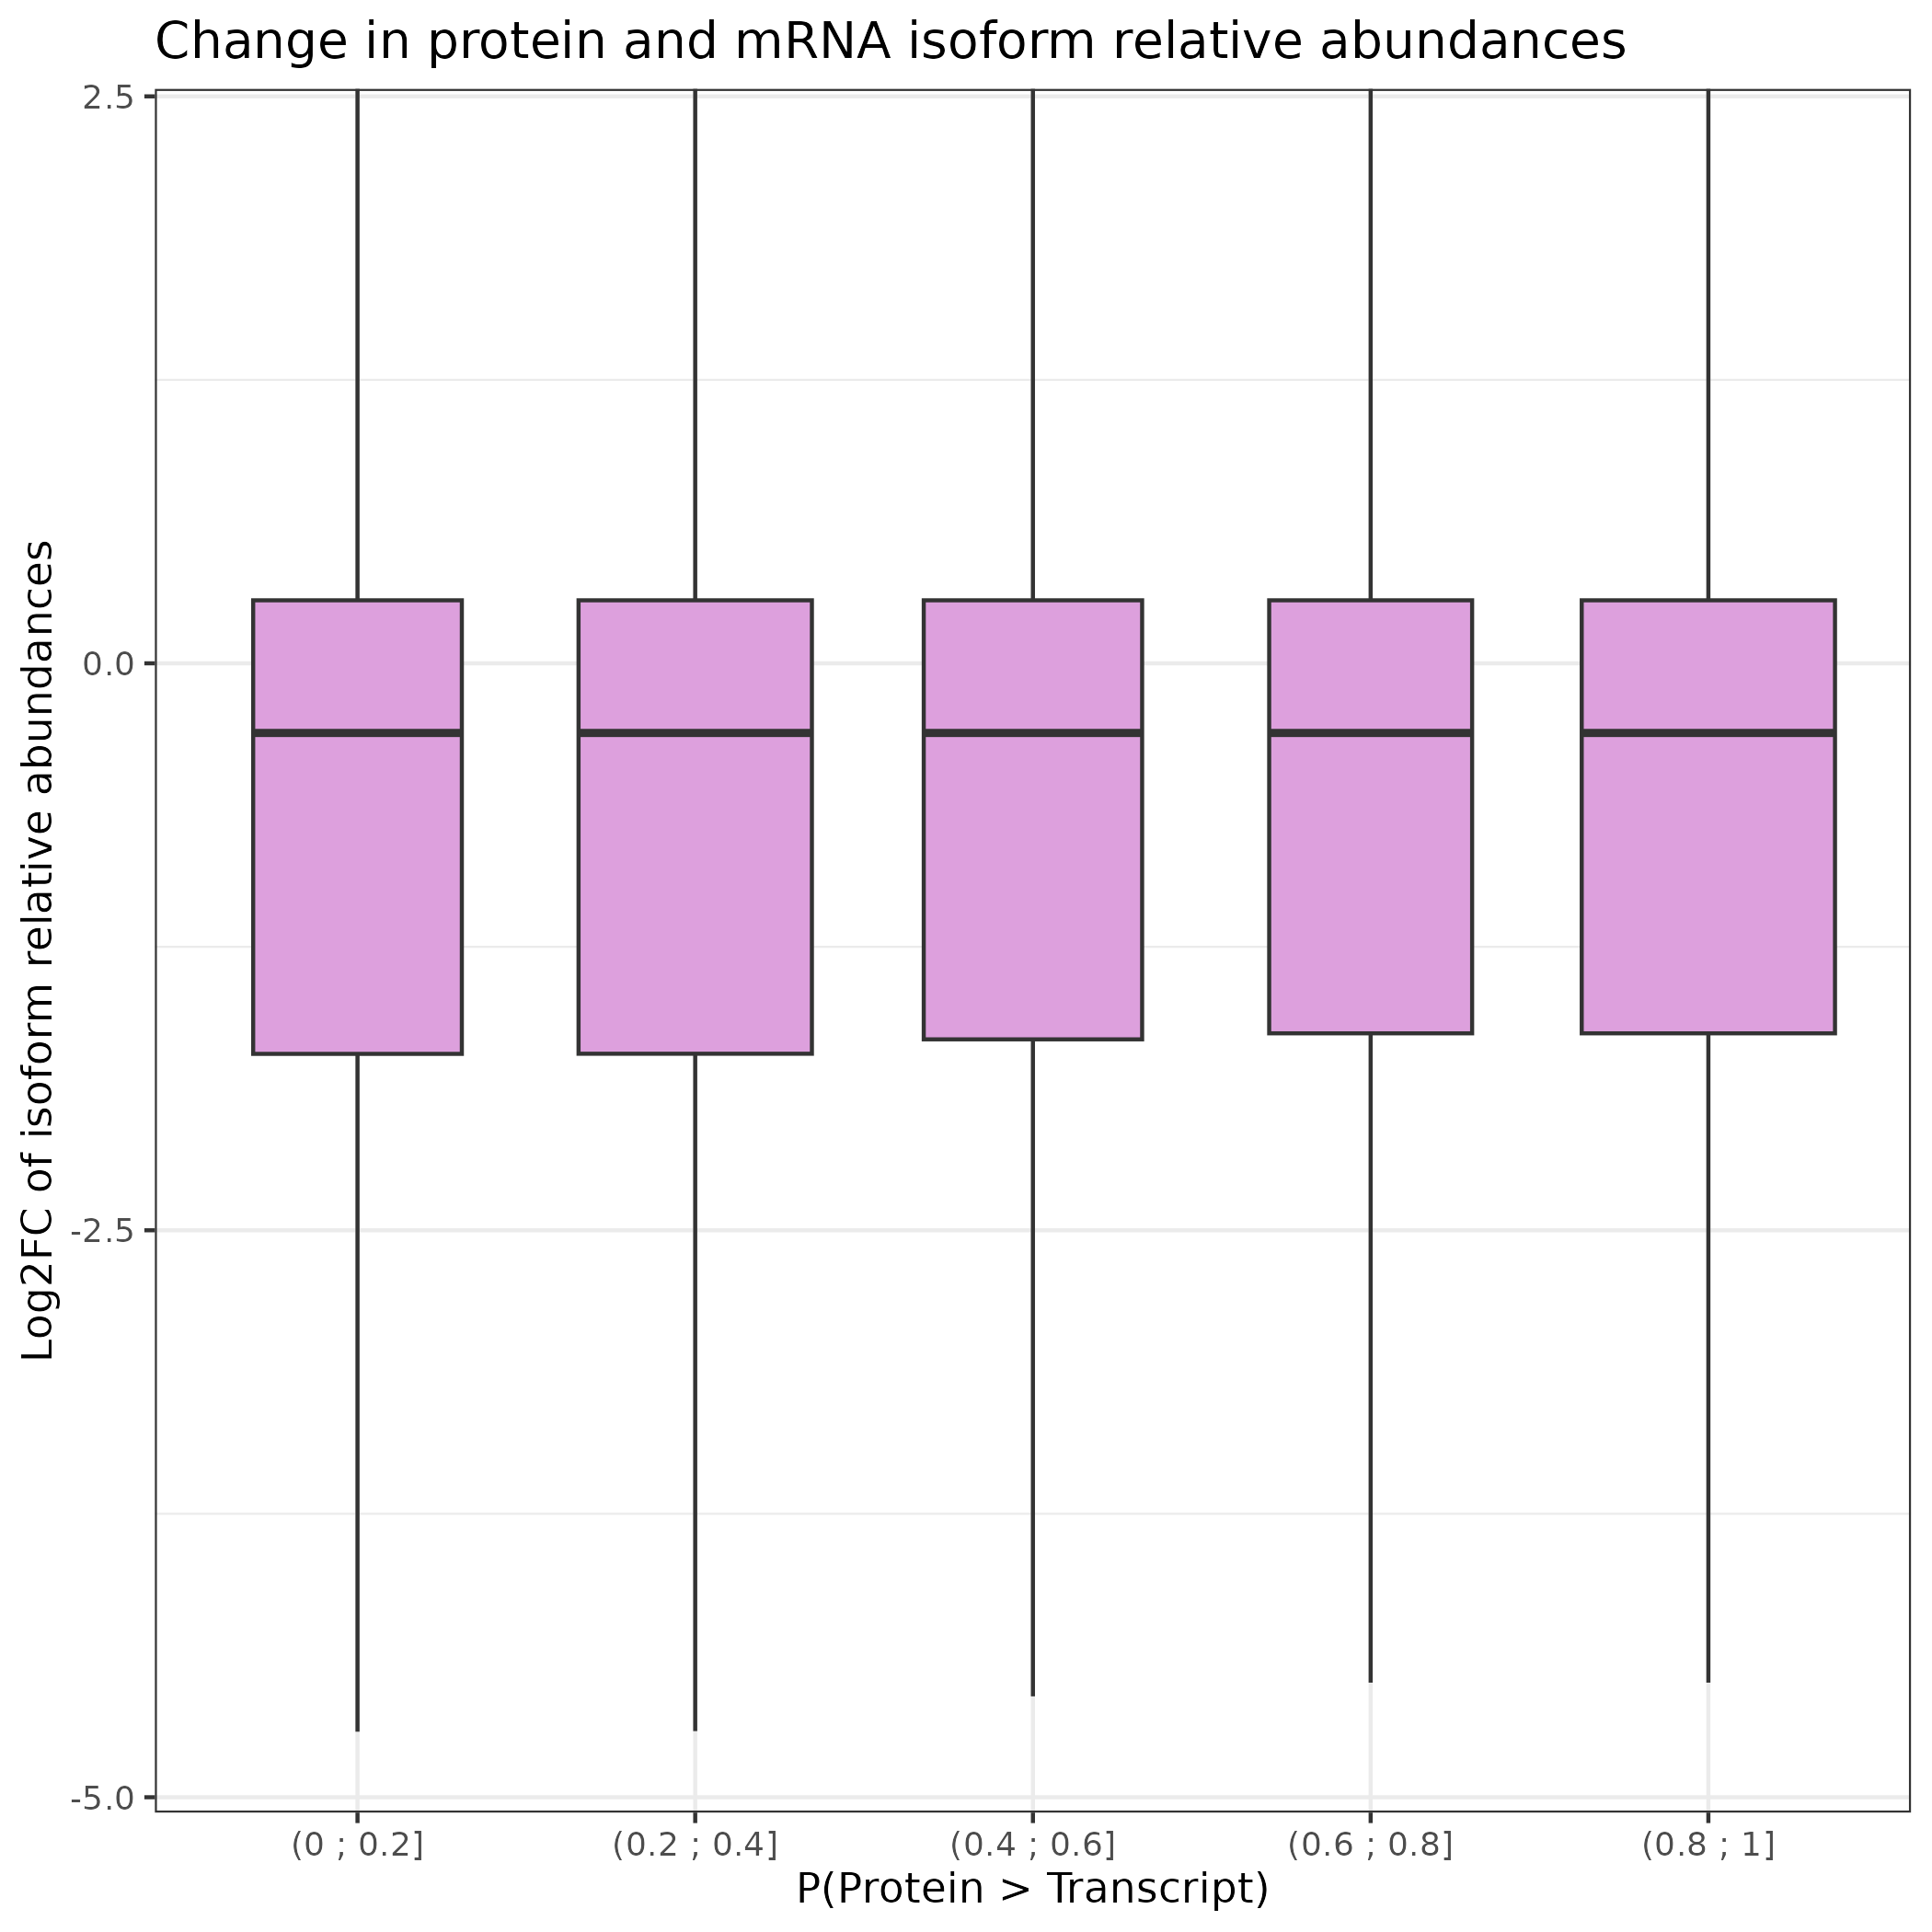 Change in protein and mRNA isoform relative abundances
Log2FC of isoform relative abundances
2.5
0.0
-2.5
-5.0
(0 ; 0.2]
(0.2 ; 0.4]
(0.4 ; 0.6]
(0.6 ; 0.8]
(0.8 ; 1]
P(Protein > Transcript)